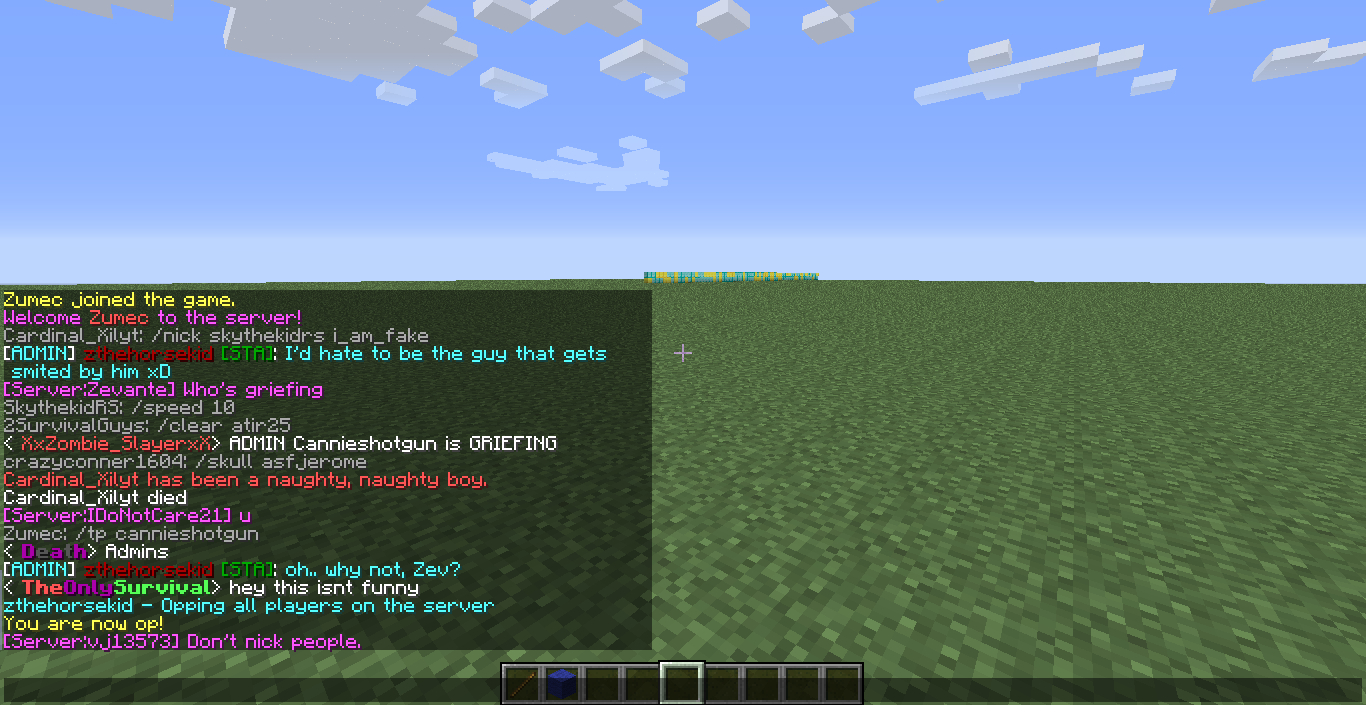 Zumec joined the game.
Welcome Zumec to the server!
Cardinal_Xilyt: /nick skythekidrs i_am_fake
[ADMIN] zthehorsekid [STA]: I'd hate to be the guy that gets
smited by him xD
[Server:Zevante] Who's griefing
SkythekidRS: /speed 10
2SurvivalGuys: /clear atir25
< XxZombie_SlayerxX> ADMIN Cannieshotgun is GRIEFING
crazyconner1604: /skull asfjerome
Cardinal_Xilyt has been a naughty, naughty boy.
Cardinal_Xilyt died
[Server:IDoNotCare21] u
Zumec: /tp cannieshotgun
< Death> Admins
[ADMIN] zthehorsekid [STA]: oh.. why not, Zev?
< TheOnlySurvival> hey this isnt funny
zthehorsekid - Opping all players on the server
You are now op!
[Server:vj13573] Don't nick people.